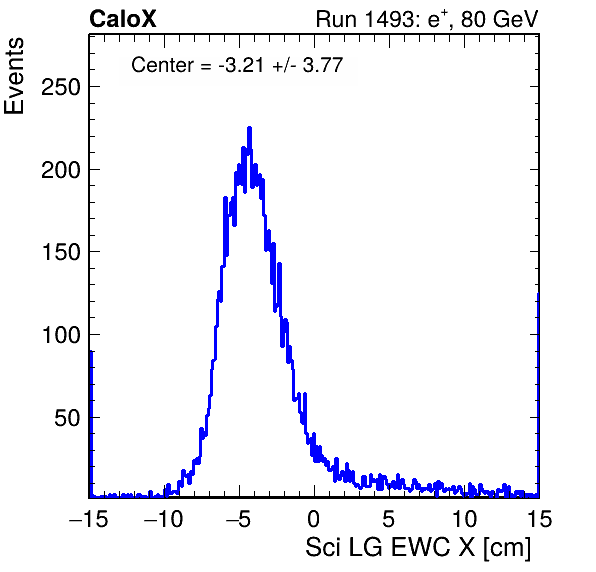 CaloX Run 1493: e⁺, 80 GeV
Center = -3.21 +/- 3.77
Events
250
200
150
100
50
−15 −10 −5 0 5 10 15
Sci LG EWC X [cm]